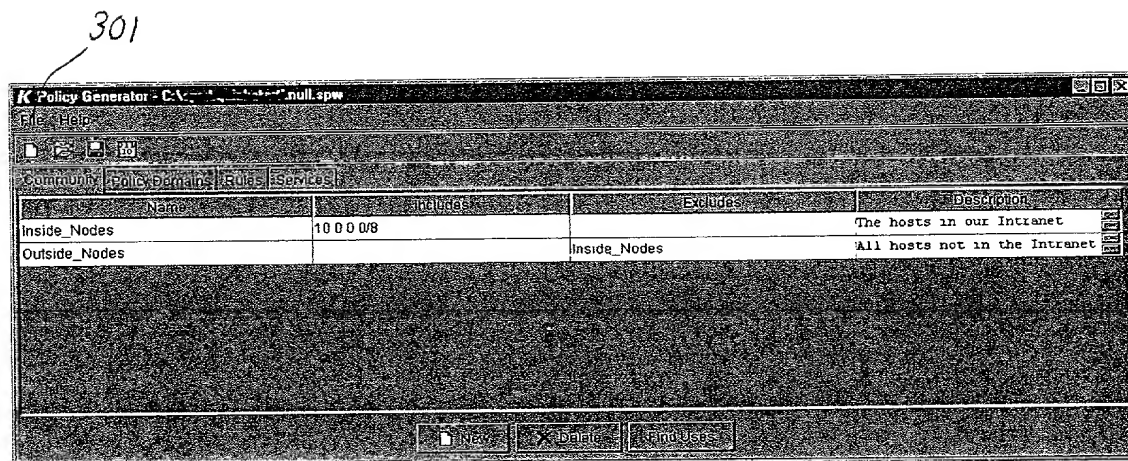 301
Policy Generator - C:\ null.spw
File Help
Community Policy Domains Rules Services
Name Includes Excludes Description
Inside_Nodes 10 0 0 0/8 The hosts in our Intranet
Outside_Nodes Inside_Nodes All hosts not in the Intranet
New Delete Find Uses